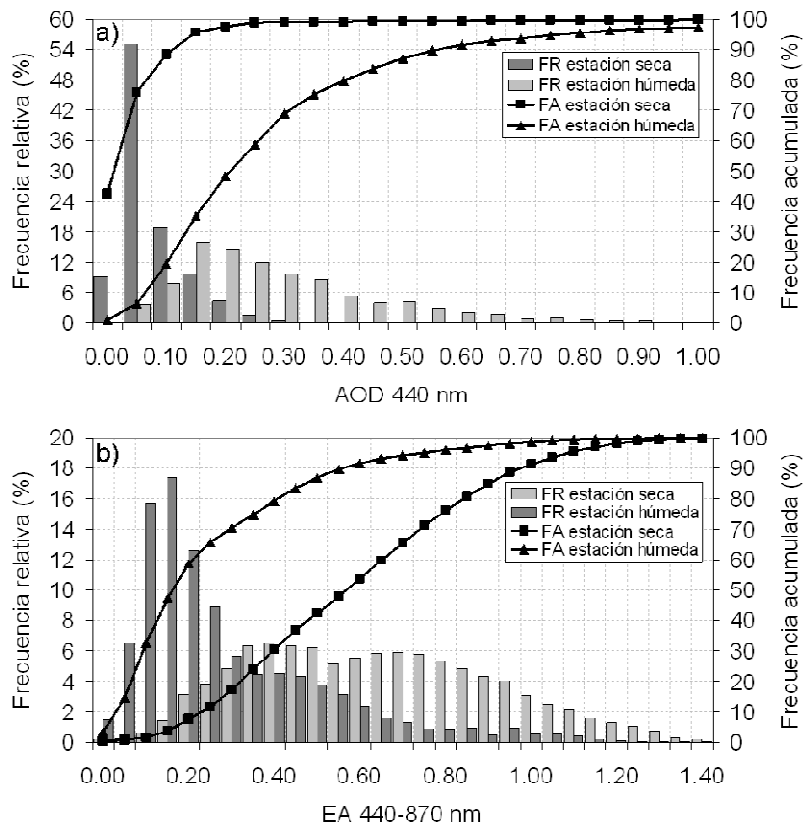 a)
Frecuencia relativa (%)
60
54
48
42
36
30
24
18
12
6
0
FR estación seca
FR estación húmeda
FA estación seca
FA estación húmeda
100
90
80
70
60
50
40
30
20
10
0
Frecuencia acumulada (%)
0.00 0.10 0.20 0.30 0.40 0.50 0.60 0.70 0.80 0.90 1.00
AOD 440 nm
b)
Frecuencia relativa (%)
20
18
16
14
12
10
8
6
4
2
0
FR estación seca
FR estación húmeda
FA estación seca
FA estación húmeda
100
90
80
70
60
50
40
30
20
10
0
Frecuencia acumulada (%)
0.00 0.20 0.40 0.60 0.80 1.00 1.20 1.40
EA 440-870 nm